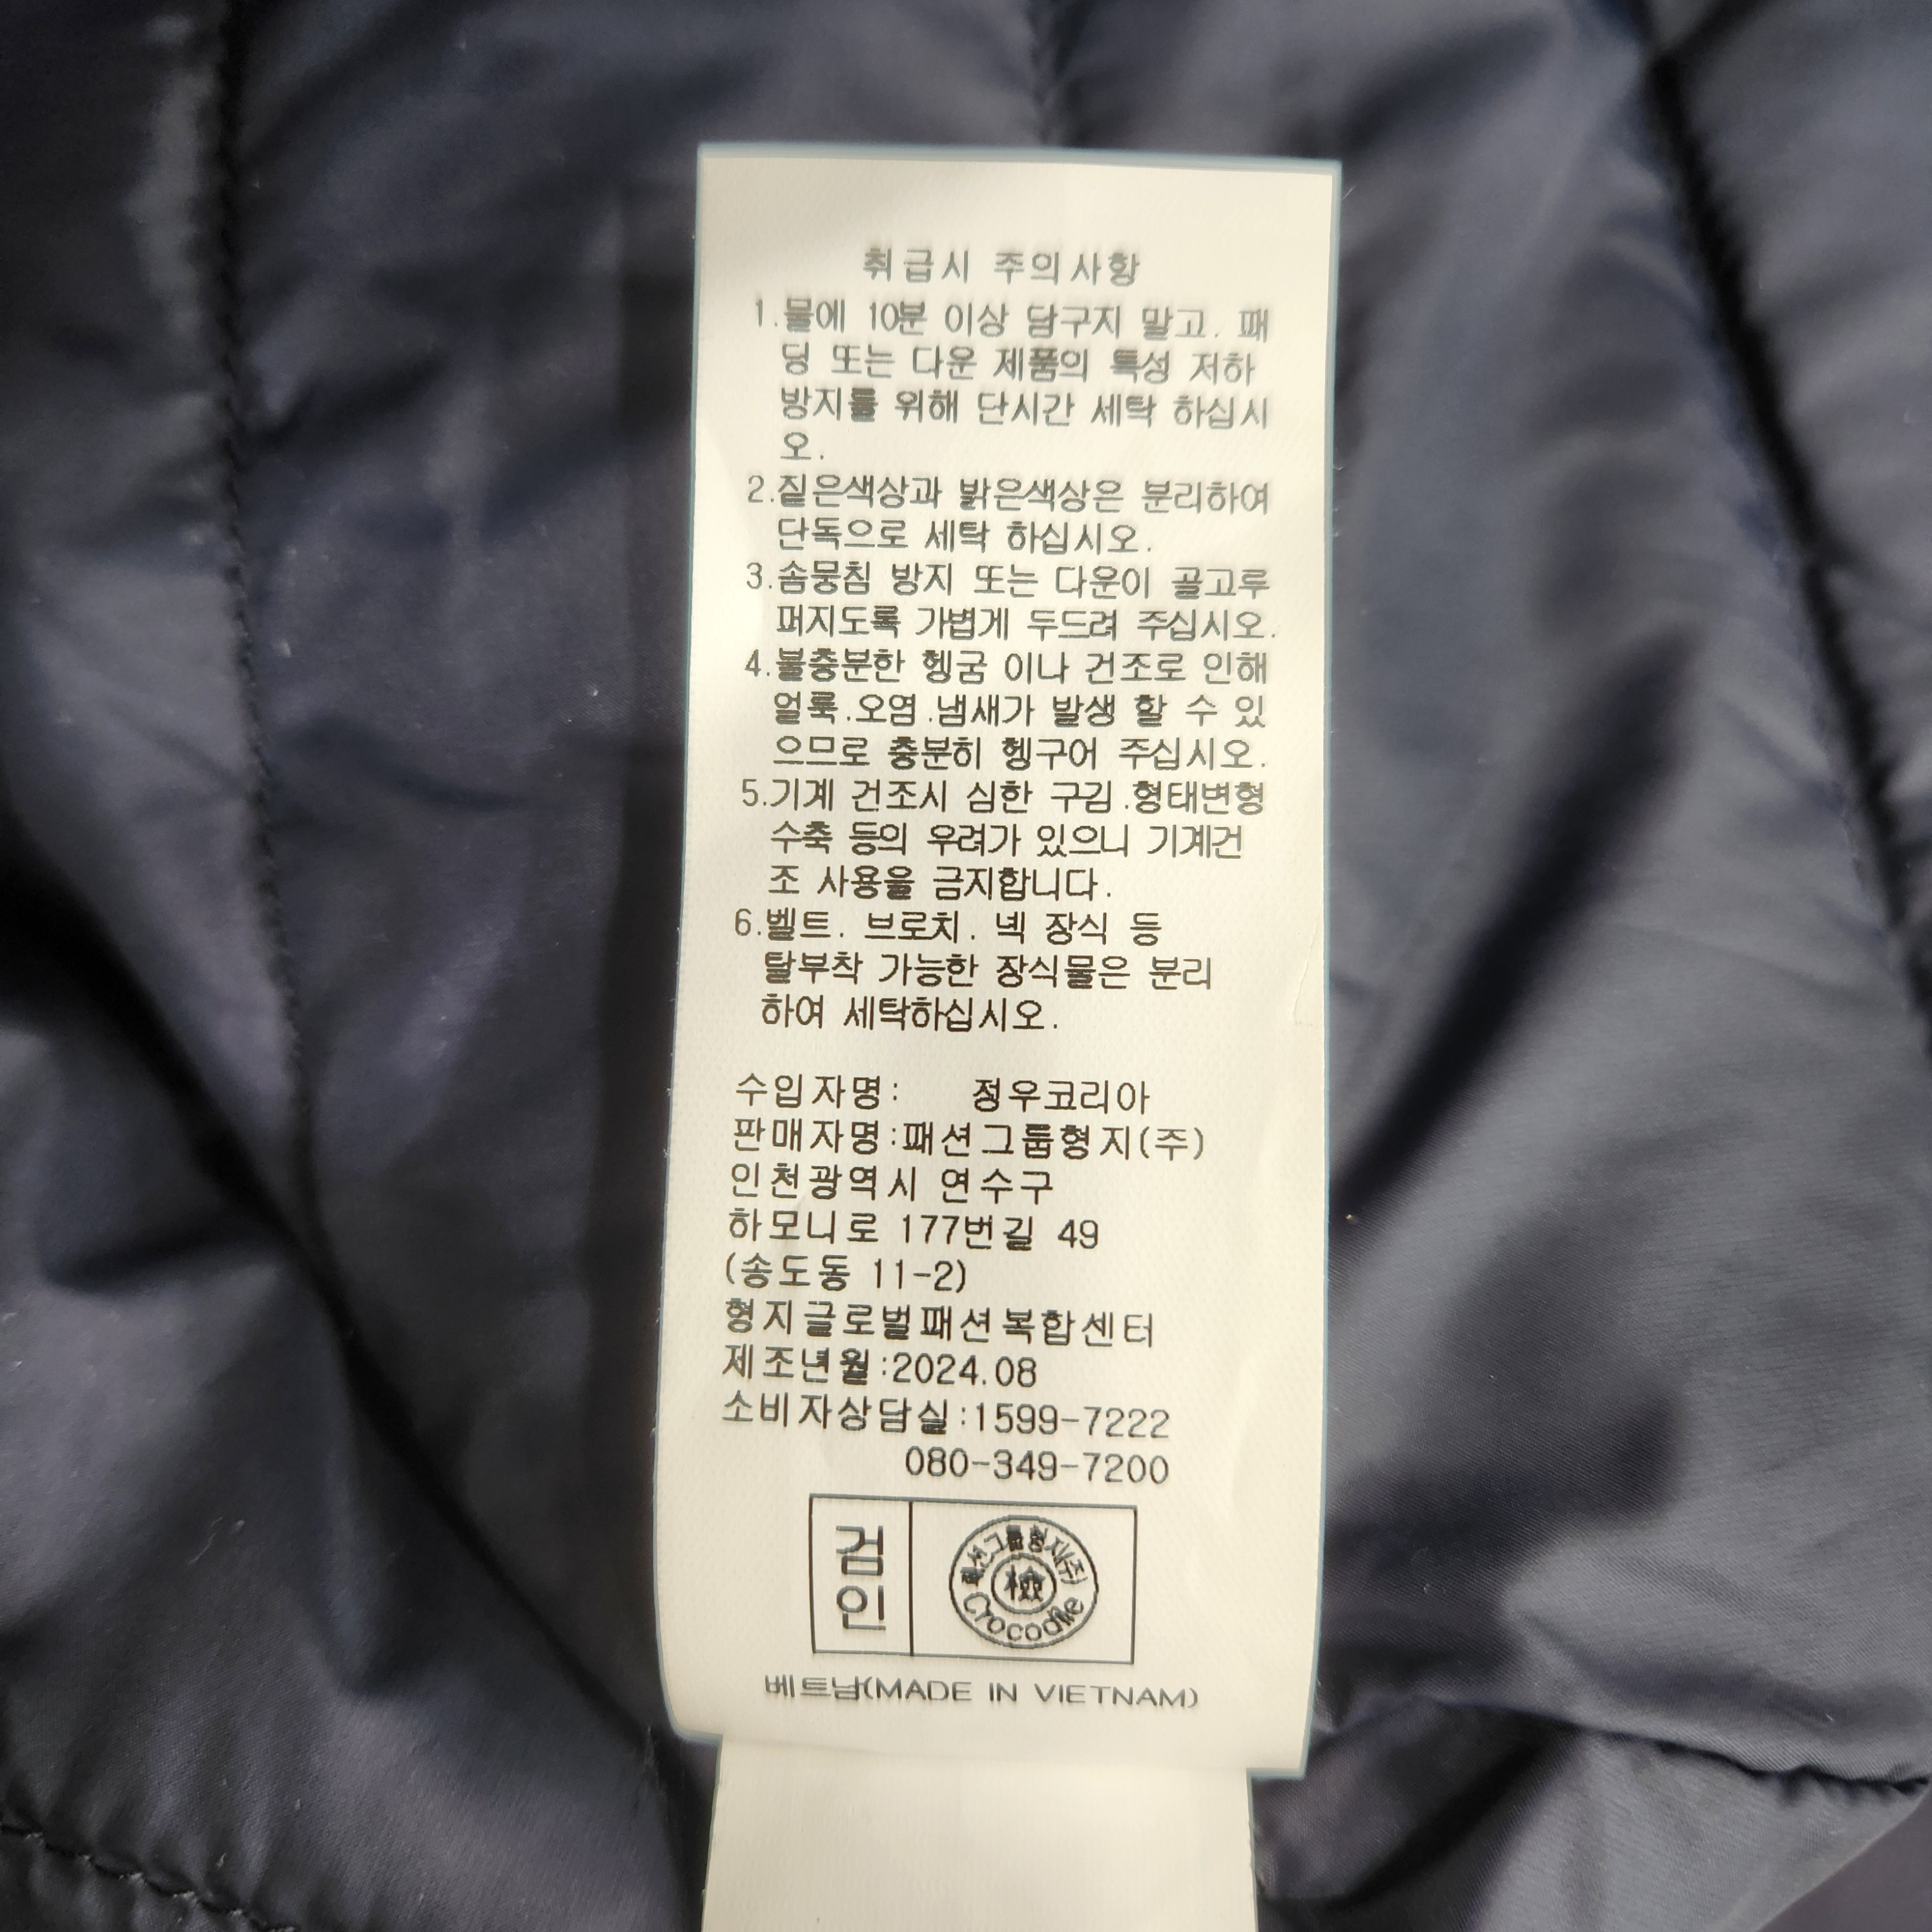 취급시 주의사항
1.물에 10분 이상 담구지 말고. 패
딩 또는 다운 제품의 특성 저하
방지를 위해 단시간 세탁 하십시
오.
2.짙은색상과 밝은색상은 분리하여
단독으로 세탁 하십시오.
3.솜뭉침 방지 또는 다운이 골고루
퍼지도록 가볍게 두드려 주십시오.
4.불충분한 헹굼 이나 건조로 인해
얼룩.오염.냄새가 발생 할 수 있
으므로 충분히 헹구어 주십시오.
5.기계 건조시 심한 구김.형태변형
수축 등의 우려가 있으니 기계건
조 사용을 금지합니다.
6.벨트. 브로치. 넥 장식 등
탈부착 가능한 장식물은 분리
하여 세탁하십시오.
수입자명: 정우코리아
판매자명:패션그룹형지(주)
인천광역시 연수구
하모니로 177번길 49
(송도동 11-2)
형지글로벌패션복합센터
제조년월:2024.08
소비자상담실:1599-7222
080-349-7200
검인
패션그룹형지(주)
檢
Crocodile
베트남(MADE IN VIETNAM)